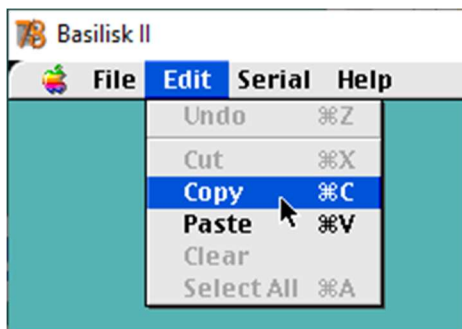 Basilisk II
File Edit Serial Help
Undo ⌘Z
Cut ⌘X
Copy ⌘C
Paste ⌘V
Clear
Select All ⌘A